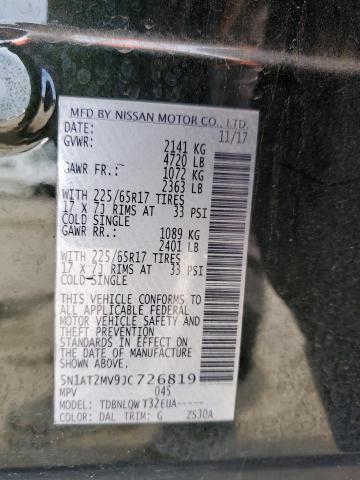 MFD BY NISSAN MOTOR CO., LTD.
DATE: 11/17
GVWR: 2141 KG
4720 LB
GAWR FR.: 1072 KG
2363 LB
WITH 225/65R17 TIRES
17 X 7J RIMS AT 33 PSI
COLD SINGLE
GAWR RR.: 1089 KG
2401 LB
WITH 225/65R17 TIRES
17 X 7J RIMS AT 33 PSI
COLD SINGLE
THIS VEHICLE CONFORMS TO
ALL APPLICABLE FEDERAL
MOTOR VEHICLE SAFETY AND
THEFT PREVENTION
STANDARDS IN EFFECT ON
THE DATE OF MANUFACTURE
SHOWN ABOVE.
5N1AT2MV9JC726819
MPV 045
MODEL: TDBNLQW T32EUA-----
COLOR: DAL TRIM: G ZS30A